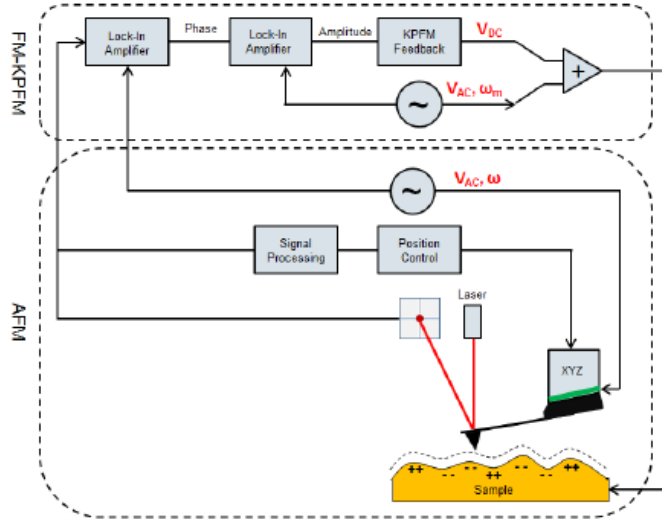 FM-KPFM
Lock-In
Amplifier
Phase
Lock-In
Amplifier
Amplitude
KPFM
Feedback
V_DC
+
~
V_AC, ω_m
AFM
~
V_AC, ω
Signal
Processing
Position
Control
Laser
XYZ
++ -- -- ++ -- ++ --
Sample